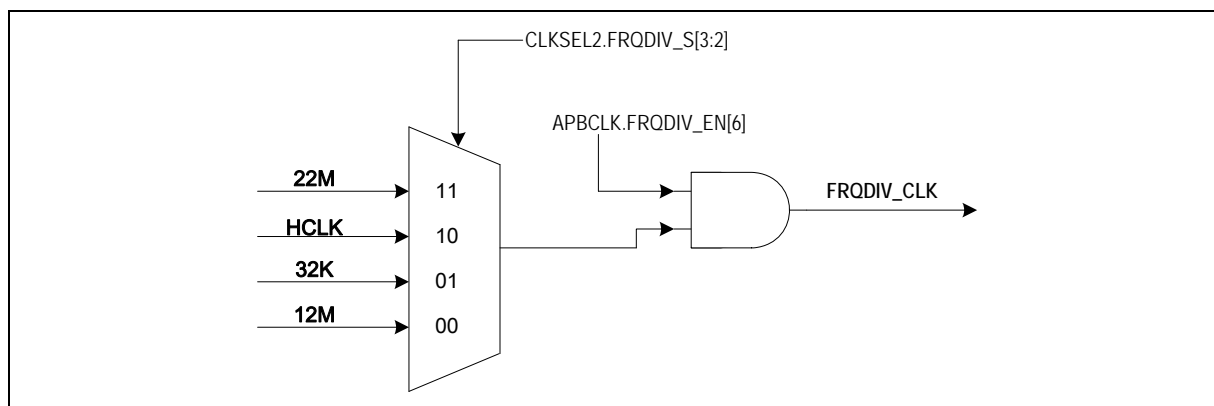 CLKSEL2.FRQDIV_S[3:2]
APBCLK.FRQDIV_EN[6]
22M
11
HCLK
10
32K
01
12M
00
FRQDIV_CLK